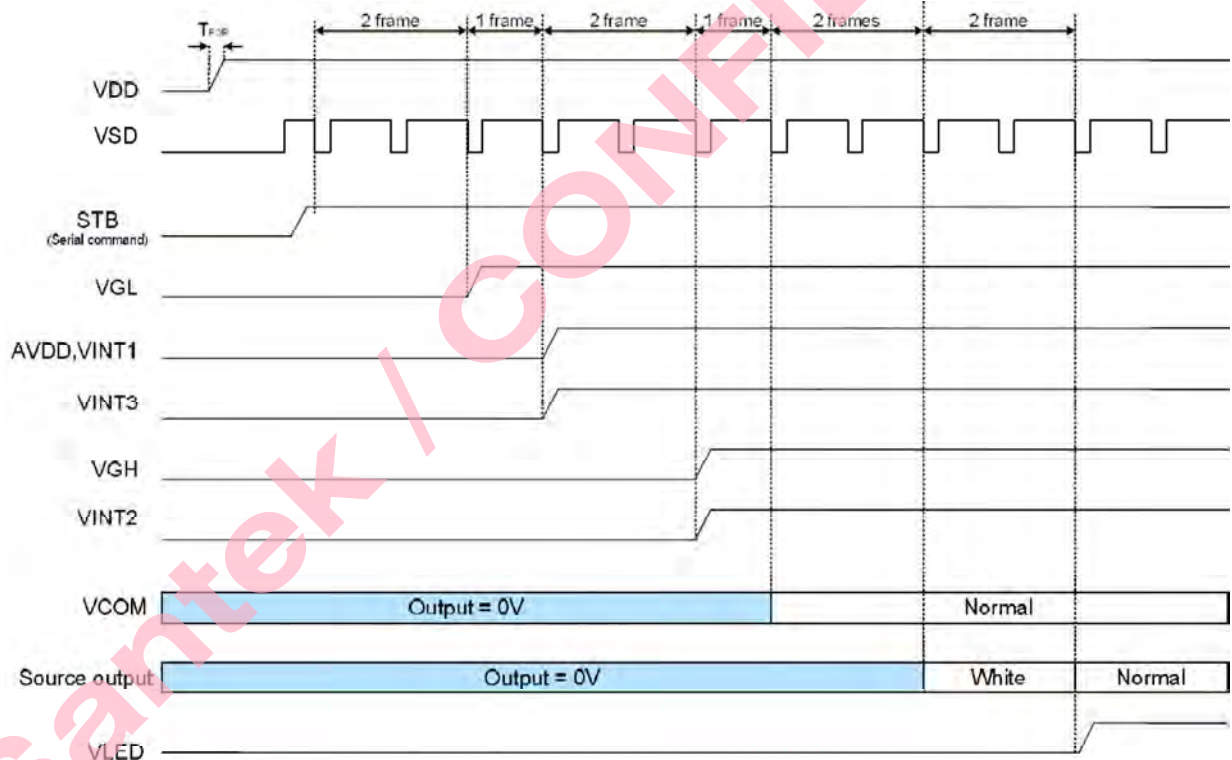 2 frame 1 frame 2 frame 1 frame 2 frames 2 frame
TPOR
VDD
VSD
STB
(Serial command)
VGL
AVDD,VINT1
VINT3
VGH
VINT2
VCOM Output = 0V Normal
Source output Output = 0V White Normal
VLED
Santek / CONFI